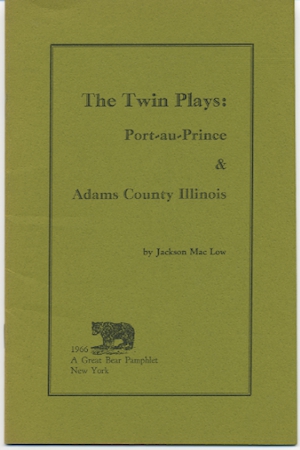 The Twin Plays:
Port-au-Prince
&
Adams County Illinois
by Jackson Mac Low
1966
A Great Bear Pamphlet
New York